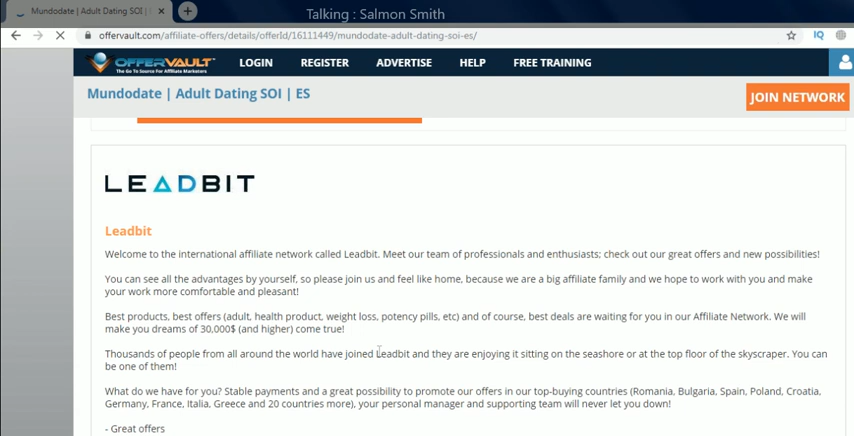 Talking : Salmon Smith
Mundodate | Adult Dating SOI |
offervault.com/affiliate-offers/details/offerId/16111449/mundodate-adult-dating-soi-es/
IQ
OFFERVAULT
The Go To Source For Affiliate Marketers
LOGIN REGISTER ADVERTISE HELP FREE TRAINING
Mundodate | Adult Dating SOI | ES
JOIN NETWORK
LEADBIT
Leadbit
Welcome to the international affiliate network called Leadbit. Meet our team of professionals and enthusiasts; check out our great offers and new possibilities!
You can see all the advantages by yourself, so please join us and feel like home, because we are a big affiliate family and we hope to work with you and make
your work more comfortable and pleasant!
Best products, best offers (adult, health product, weight loss, potency pills, etc) and of course, best deals are waiting for you in our Affiliate Network. We will
make you dreams of 30,000$ (and higher) come true!
Thousands of people from all around the world have joined Leadbit and they are enjoying it sitting on the seashore or at the top floor of the skyscraper. You can
be one of them!
What do we have for you? Stable payments and a great possibility to promote our offers in our top-buying countries (Romania, Bulgaria, Spain, Poland, Croatia,
Germany, France, Italia, Greece and 20 countries more), your personal manager and supporting team will never let you down!
- Great offers